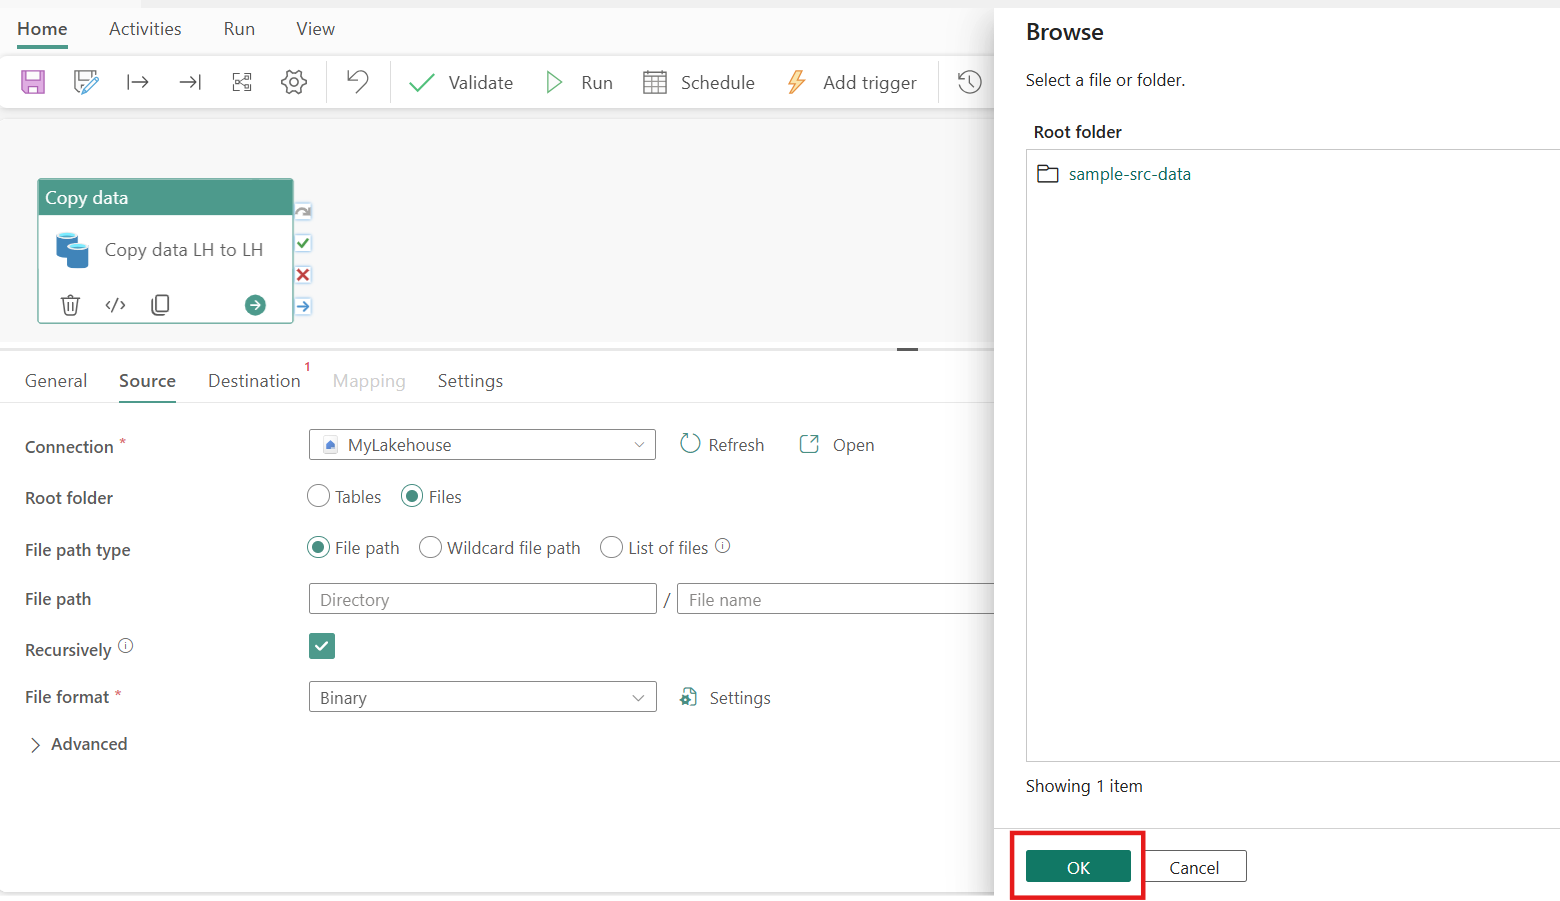 Home Activities Run View
Validate Run Schedule Add trigger
Copy data
Copy data LH to LH
General Source Destination 1 Mapping Settings
Connection * MyLakehouse Refresh Open
Root folder Tables Files
File path type File path Wildcard file path List of files
File path Directory / File name
Recursively
File format * Binary Settings
Advanced
Browse
Select a file or folder.
Root folder
sample-src-data
Showing 1 item
OK Cancel